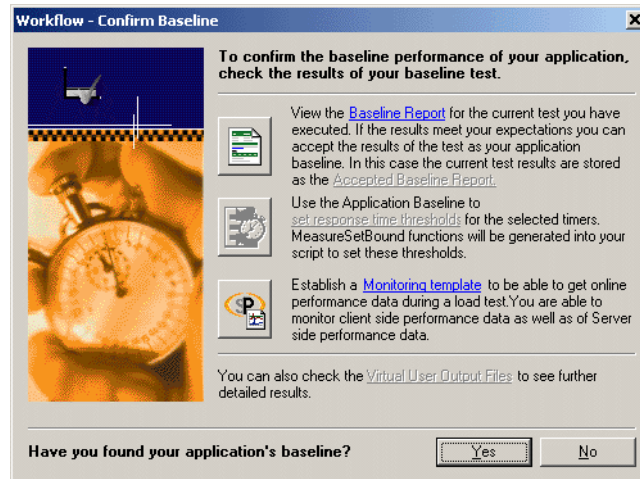 Workflow - Confirm Baseline
To confirm the baseline performance of your application,
check the results of your baseline test.
View the Baseline Report for the current test you have
executed. If the results meet your expectations you can
accept the results of the test as your application
baseline. In this case the current test results are stored
as the Accepted Baseline Report.
Use the Application Baseline to
set response time thresholds for the selected timers.
MeasureSetBound functions will be generated into your
script to set these thresholds.
Establish a Monitoring template to be able to get online
performance data during a load test.You are able to
monitor client side performance data as well as of Server
side performance data.
You can also check the Virtual User Output Files to see further
detailed results.
Have you found your application's baseline?
Yes
No